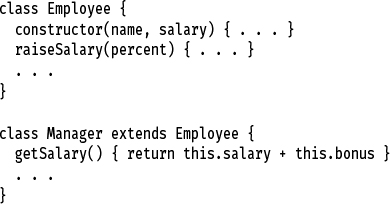 class Employee {
  constructor(name, salary) { . . . }
  raiseSalary(percent) { . . . }
  . . .
}

class Manager extends Employee {
  getSalary() { return this.salary + this.bonus }
  . . .
}